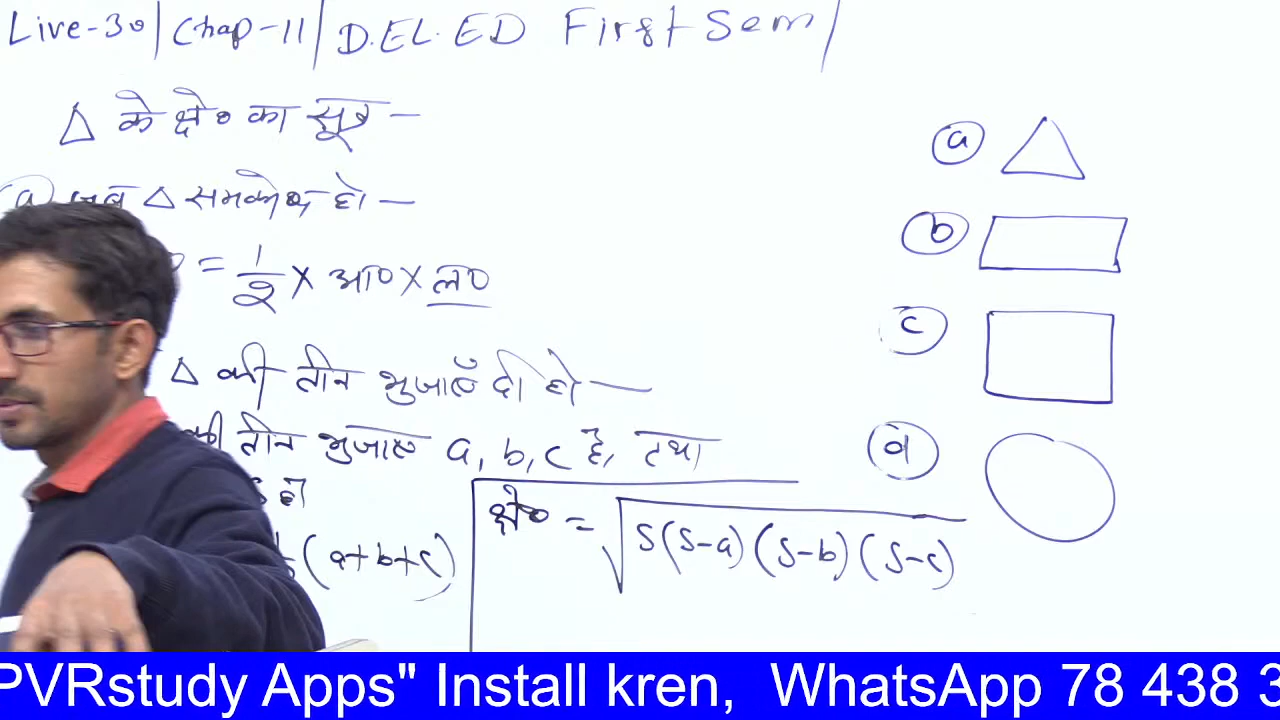 Live-30/Chap-11/D.EL.ED First Sem/
△ के क्षे० का सूत्र —
(a) जब △ समकोण हो —
= 1/2 × आ० × ल०
△ की तीन भुजाएँ दी हो —
की तीन भुजाए a, b, c है, तथा
हो
(a+b+c)
क्षे० = √S(S-a)(S-b)(S-c)
a
b
c
d
PVRstudy Apps" Install kren, WhatsApp 78 438 3